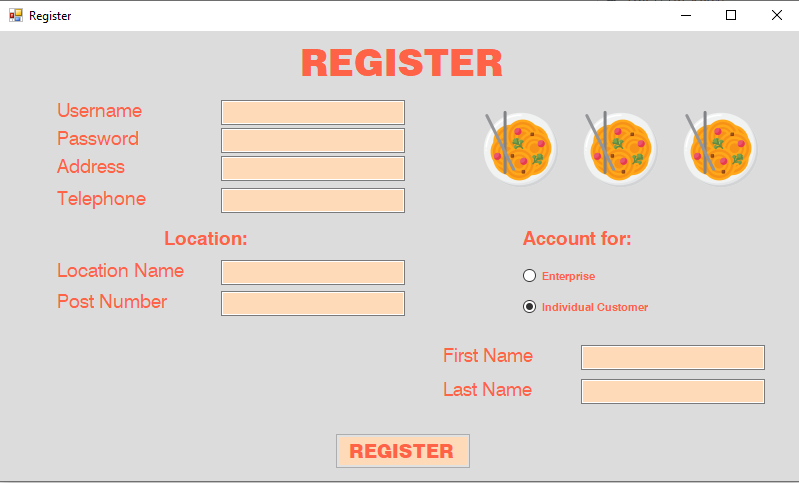 Register
REGISTER
Username
Password
Address
Telephone
Location:
Location Name
Post Number
Account for:
Enterprise
Individual Customer
First Name
Last Name
REGISTER